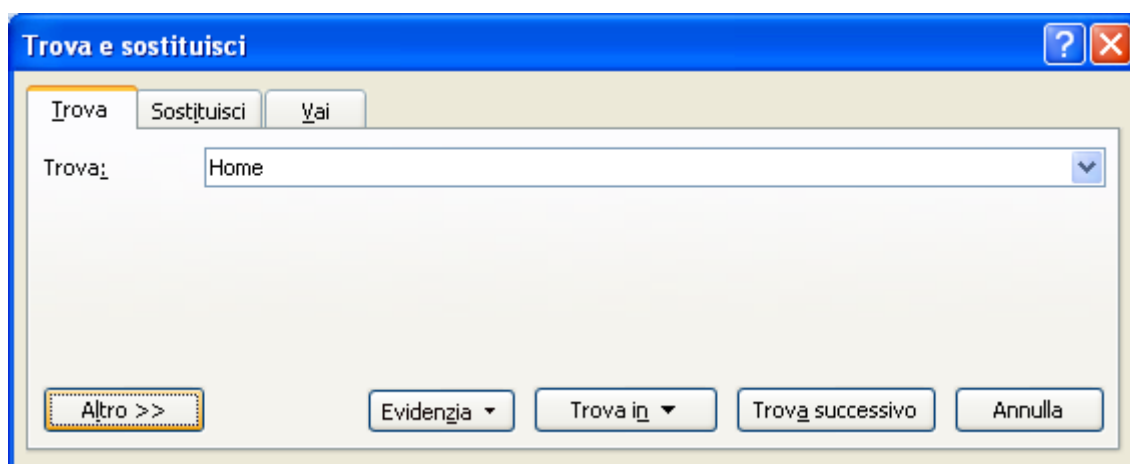 Trova e sostituisci
Trova Sostituisci Vai
Trova: Home
Altro >> Evidenzia Trova in Trova successivo Annulla